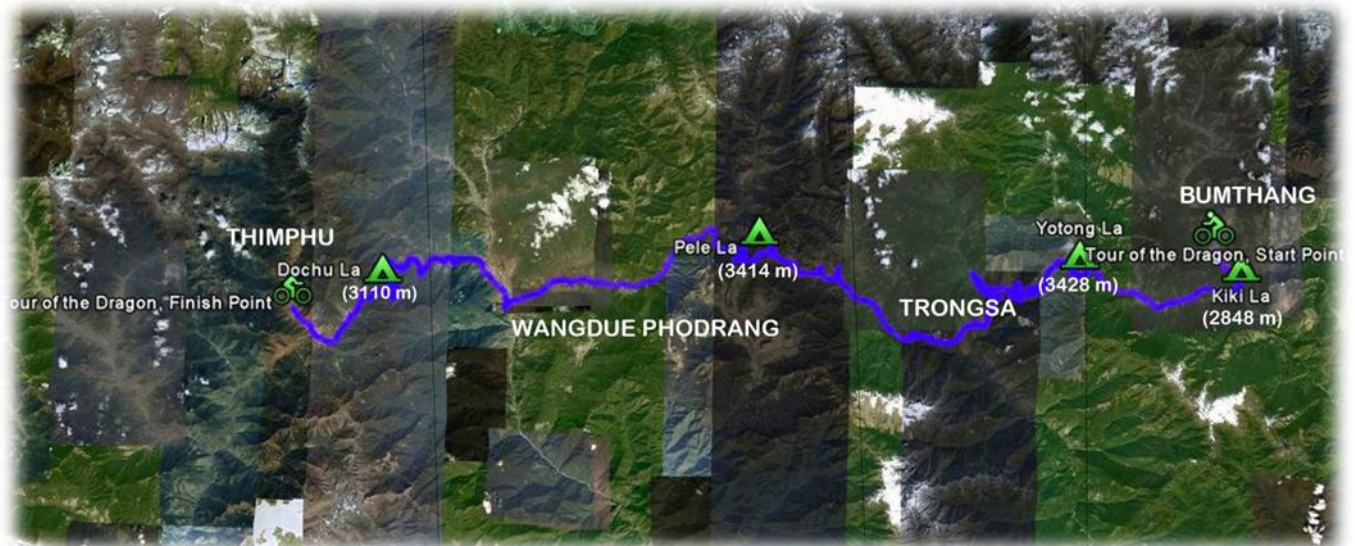 THIMPHU
Dochu La
(3110 m)
our of the Dragon, Finish Point
WANGDUE PHODRANG
Pele La
(3414 m)
TRONGSA
Yotong La
(3428 m)
BUMTHANG
Tour of the Dragon, Start Point
Kiki La
(2848 m)